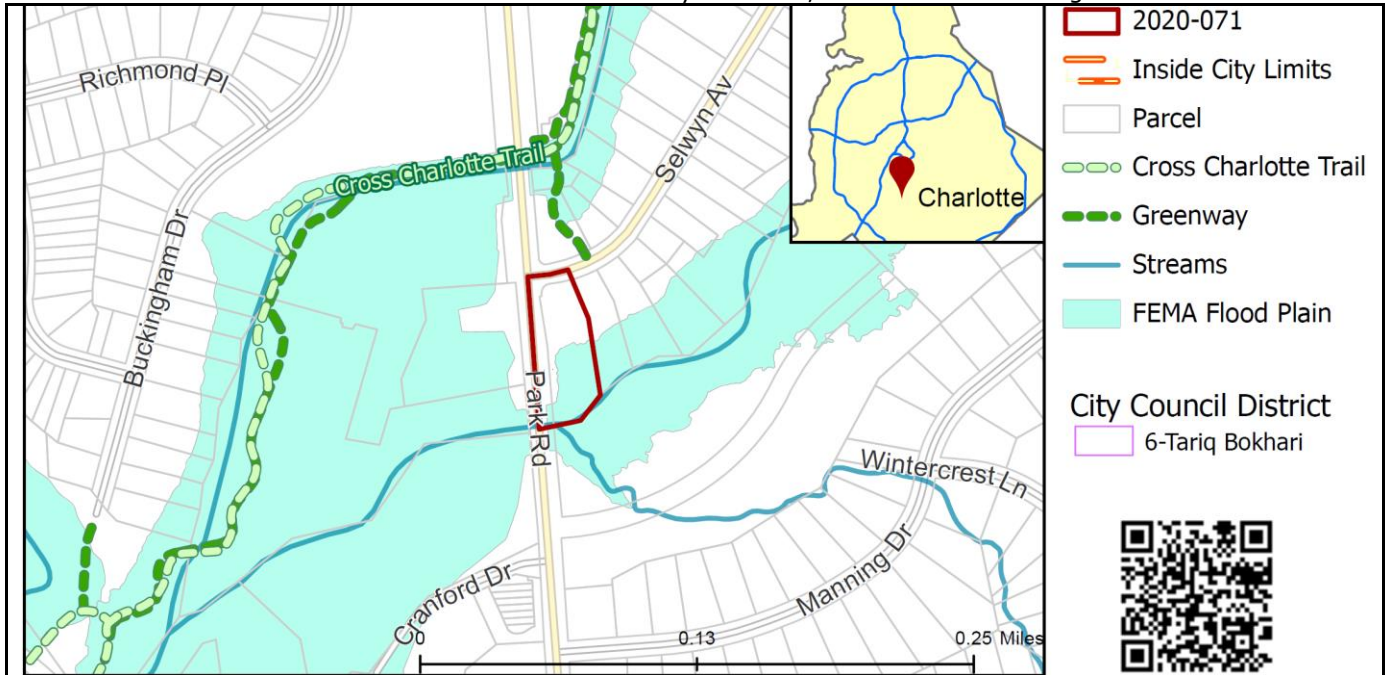 Richmond Pl
Selwyn Av
Cross Charlotte Trail
Buckingham Dr
Park Rd
Wintercrest Ln
Manning Dr
Cranford Dr
0
0.13
0.25 Miles
Charlotte
2020-071
Inside City Limits
Parcel
Cross Charlotte Trail
Greenway
Streams
FEMA Flood Plain
City Council District
6-Tariq Bokhari